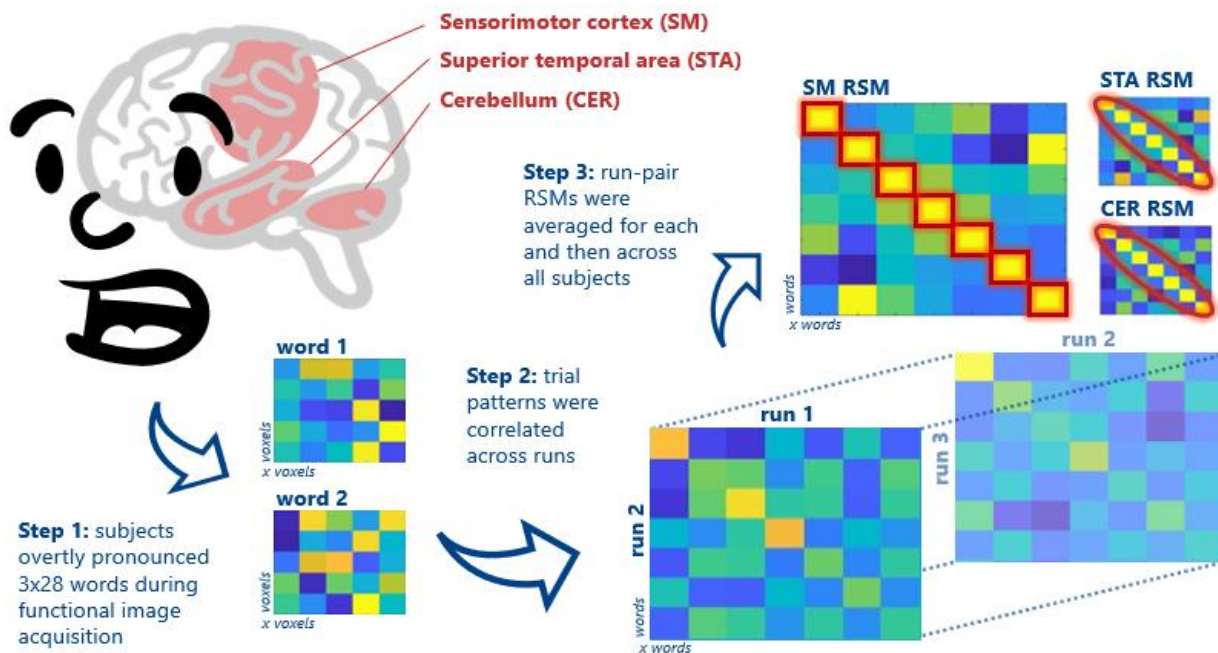 Sensorimotor cortex (SM)
Superior temporal area (STA)
Cerebellum (CER)
SM RSM
STA RSM
CER RSM
words
x words
Step 3: run-pair
RSMs were
averaged for each
and then across
all subjects
word 1
voxels
x voxels
word 2
voxels
x voxels
Step 1: subjects
overtly pronounced
3x28 words during
functional image
acquisition
Step 2: trial
patterns were
correlated
across runs
run 1
run 2
words
x words
run 2
run 3